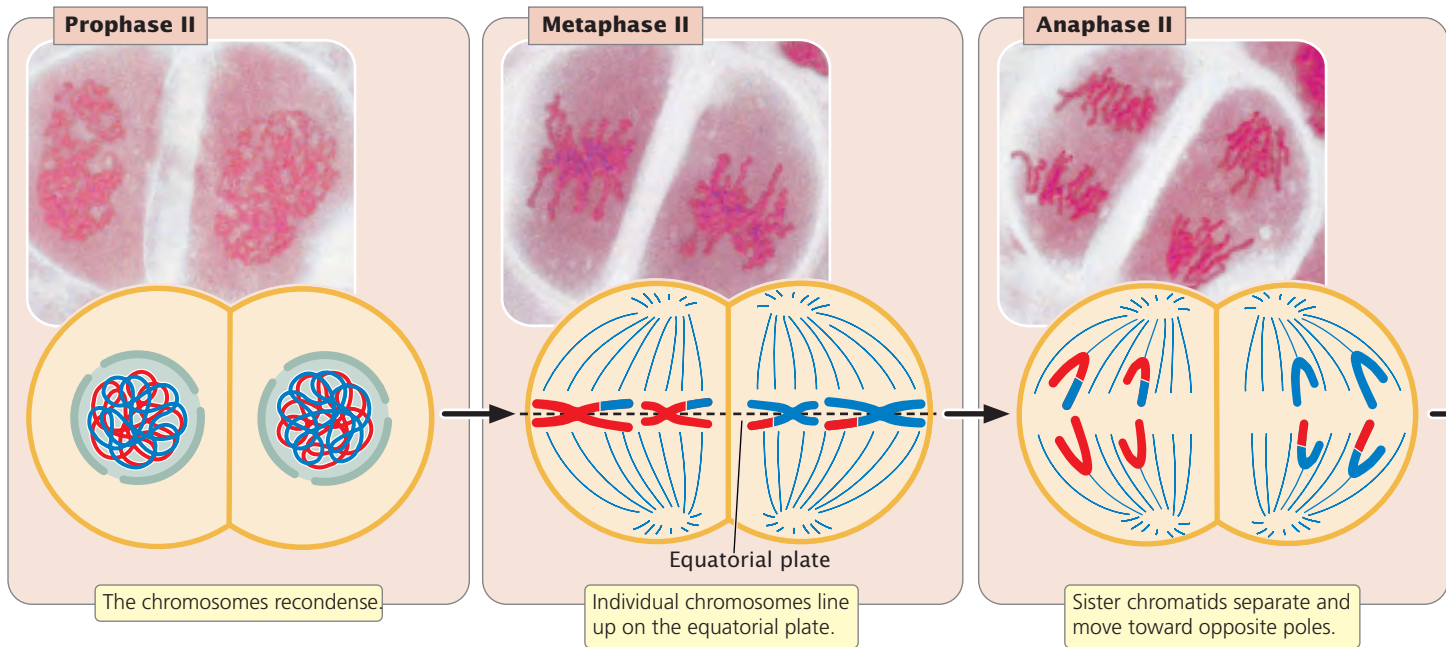 Prophase II
Metaphase II
Anaphase II
Equatorial plate
The chromosomes recondense.
Individual chromosomes line
up on the equatorial plate.
Sister chromatids separate and
move toward opposite poles.